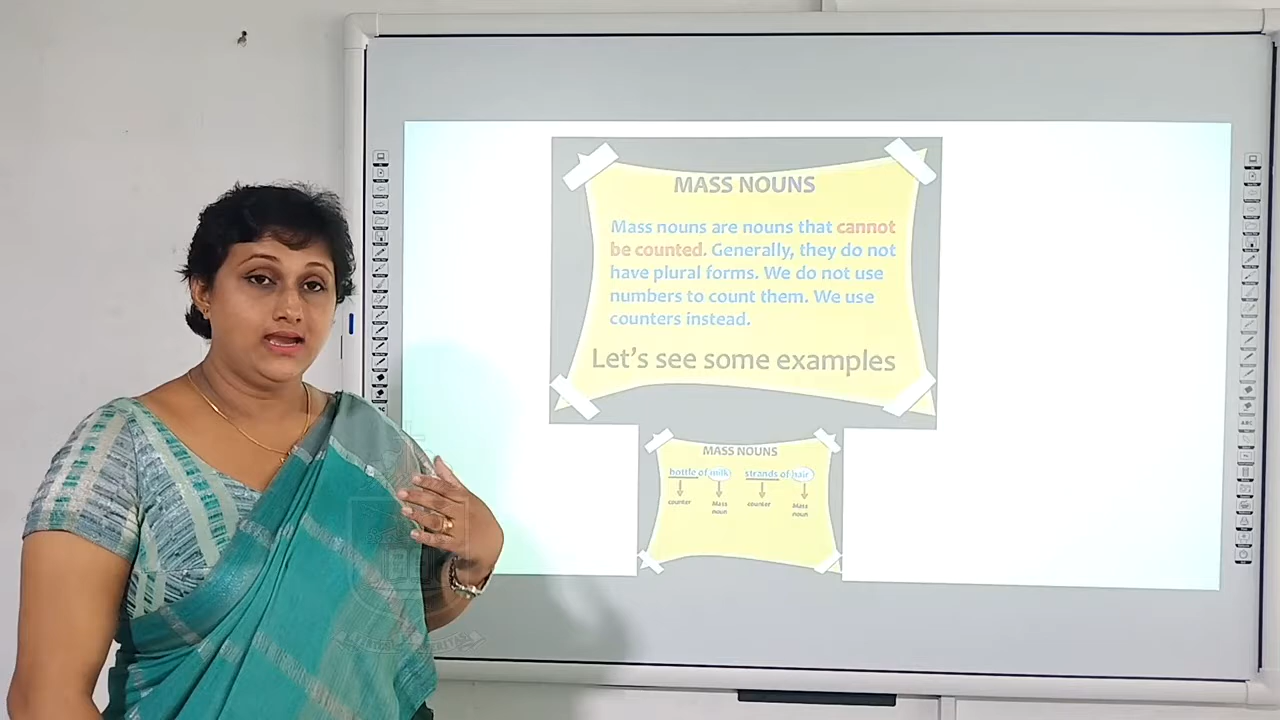 MASS NOUNS
Mass nouns are nouns that cannot
be counted. Generally, they do not
have plural forms. We do not use
numbers to count them. We use
counters instead.
Let's see some examples
MASS NOUNS
bottle of milk strands of hair
counter Mass noun counter Mass noun
ABC